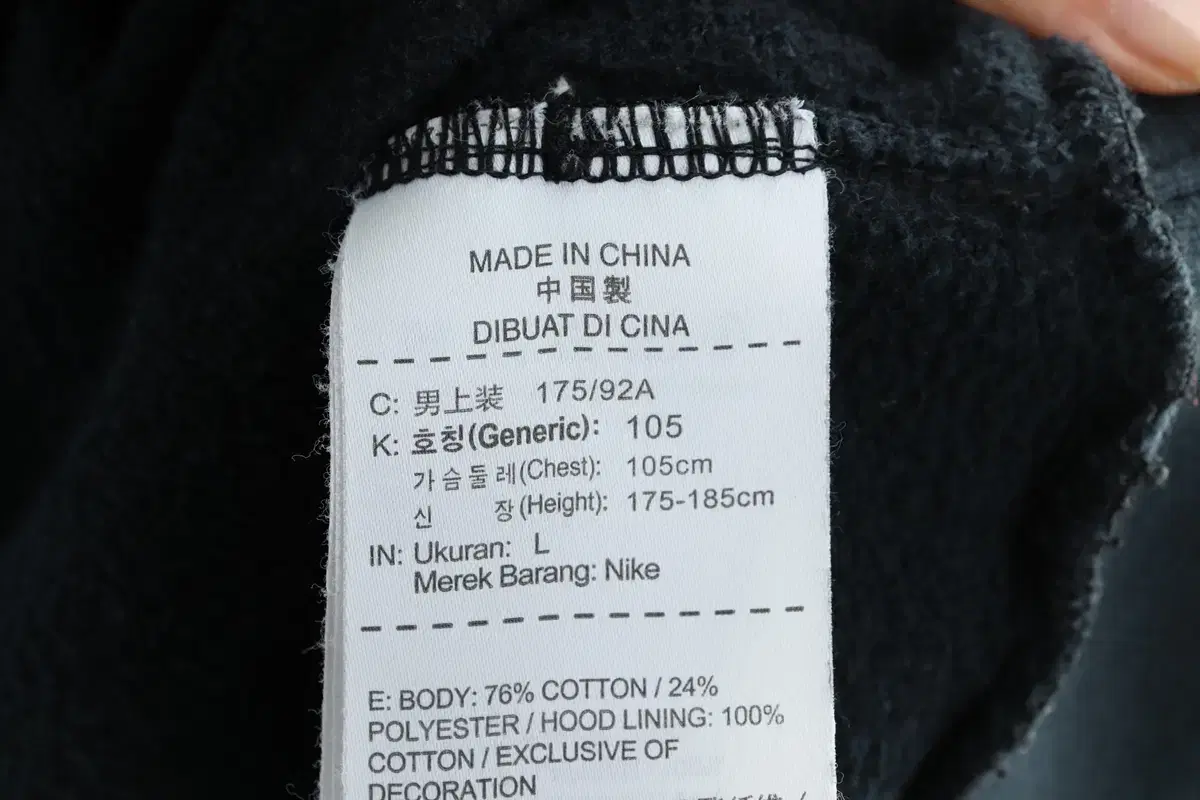 MADE IN CHINA
中国製
DIBUAT DI CINA
C: 男上装 175/92A
K: 호칭(Generic): 105
가슴둘레(Chest): 105cm
신 장(Height): 175-185cm
IN: Ukuran: L
Merek Barang: Nike
E: BODY: 76% COTTON / 24%
POLYESTER / HOOD LINING: 100%
COTTON / EXCLUSIVE OF
DECORATION